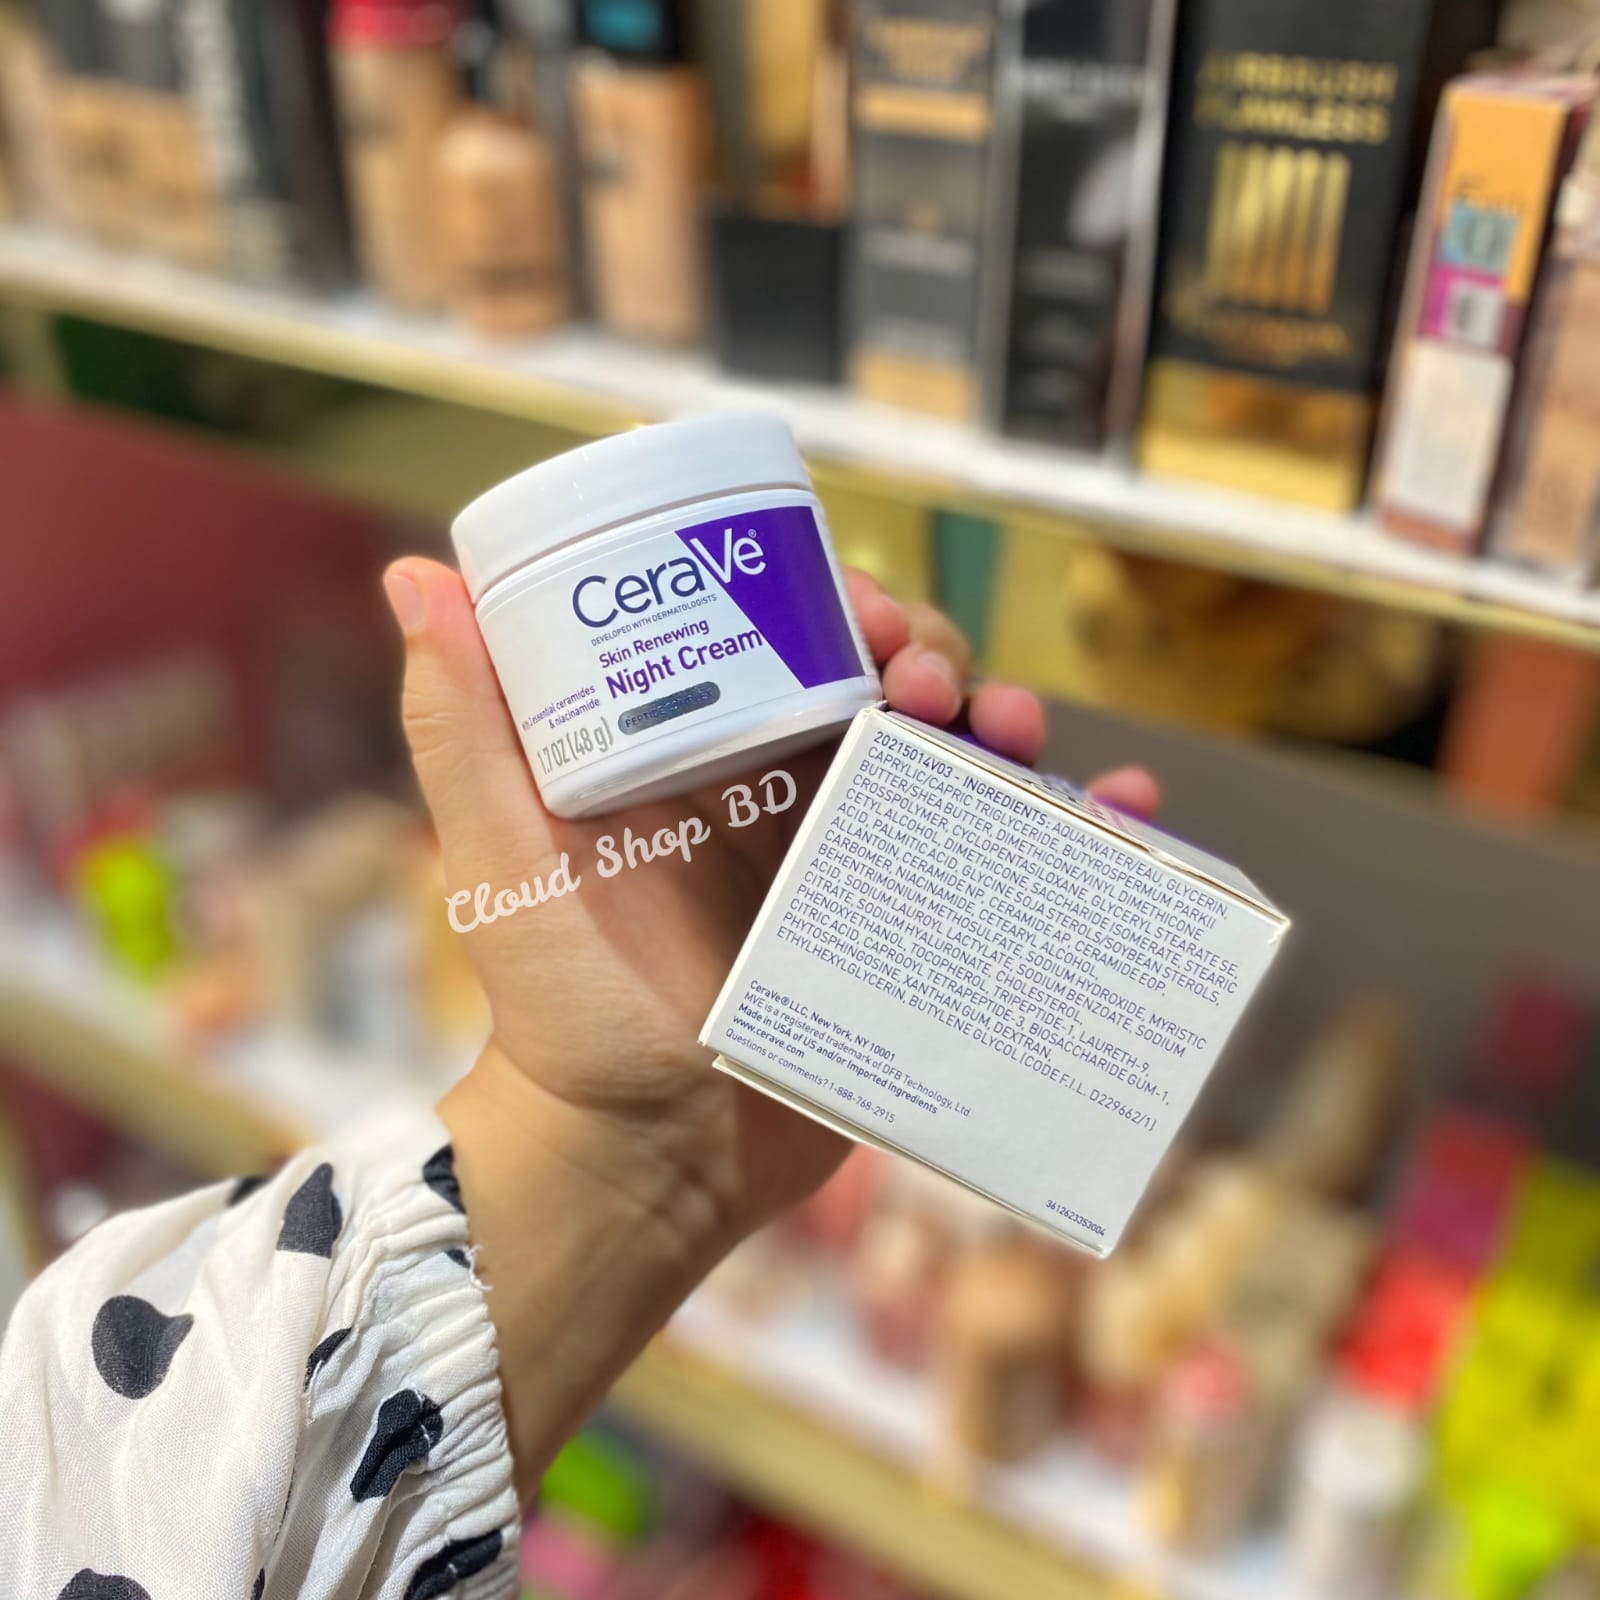 AIRBRUSH
FLAWLESS
CeraVe®
DEVELOPED WITH DERMATOLOGISTS
Skin Renewing
Night Cream
essential ceramides
& niacinamide
1.7 OZ (48 g)
Cloud Shop BD
20215014V03 - INGREDIENTS: AQUA/WATER/EAU, GLYCERIN,
CAPRYLIC/CAPRIC TRIGLYCERIDE, BUTYROSPERMUM PARKII
BUTTER/SHEA BUTTER, DIMETHICONE/VINYL DIMETHICONE
CROSSPOLYMER, CYCLOPENTASILOXANE, GLYCERYL STEARATE SE,
CETYL ALCOHOL, DIMETHICONE, SACCHARIDE ISOMERATE, STEARIC
ACID, PALMITIC ACID, GLYCINE SOJA STEROLS/SOYBEAN STEROLS,
ALLANTOIN, CERAMIDE NP, CERAMIDE AP, CERAMIDE EOP,
CARBOMER, NIACINAMIDE, CETEARYL ALCOHOL,
BEHENTRIMONIUM METHOSULFATE, SODIUM HYDROXIDE, MYRISTIC
ACID, SODIUM LAUROYL LACTYLATE, SODIUM BENZOATE, SODIUM
CITRATE, SODIUM HYALURONATE, CHOLESTEROL,
PHENOXYETHANOL, TOCOPHEROL, TRIPEPTIDE-1, LAURETH-9,
CITRIC ACID, CAPROOYL TETRAPEPTIDE-3, BIOSACCHARIDE GUM-1,
PHYTOSPHINGOSINE, XANTHAN GUM, DEXTRAN,
ETHYLHEXYLGLYCERIN, BUTYLENE GLYCOL (CODE F.I.L. D229662/1)
CeraVe® LLC, New York, NY 10001
MVE is a registered trademark of DFB Technology, Ltd.
Made in USA of US and/or Imported Ingredients
www.cerave.com
Questions or comments? 1-888-768-2915
3612623353004